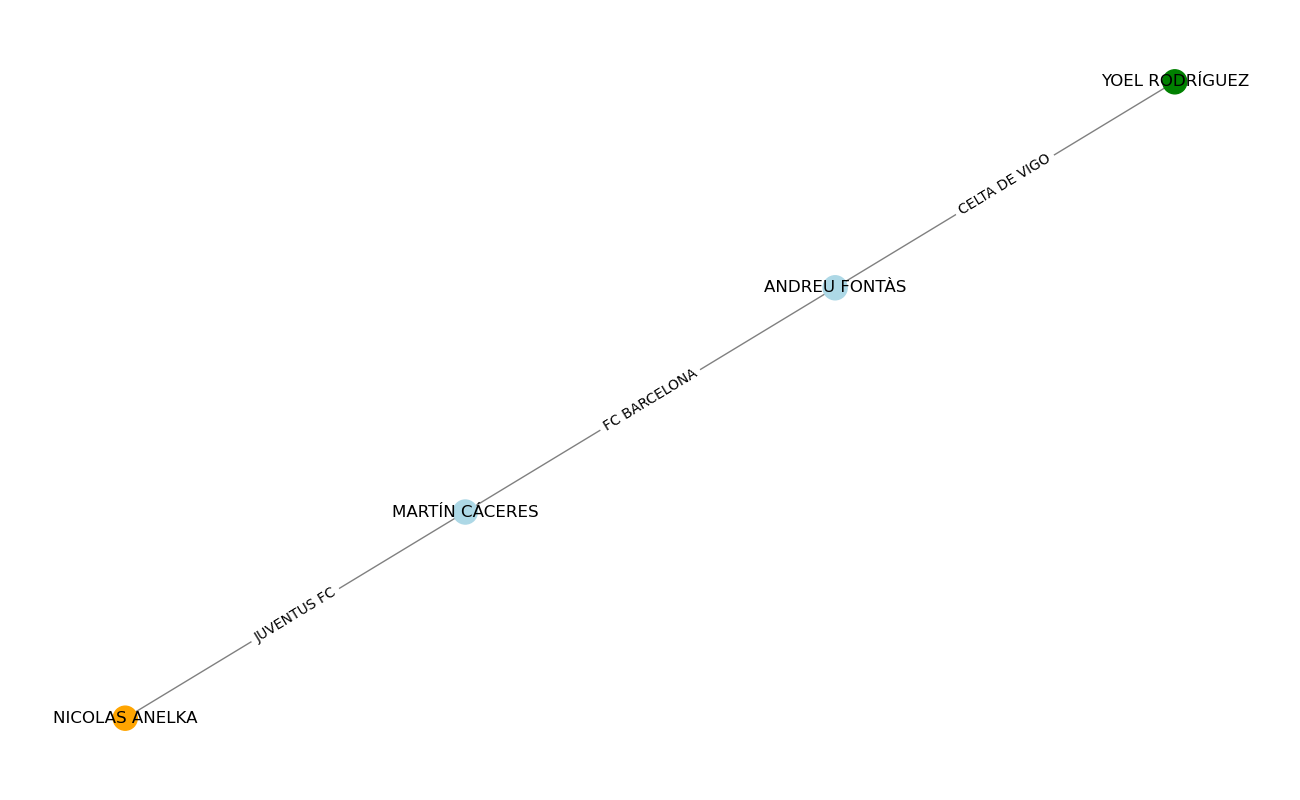 YOEL RODRÍGUEZ
CELTA DE VIGO
ANDREU FONTÀS
FC BARCELONA
MARTÍN CÁCERES
JUVENTUS FC
NICOLAS ANELKA